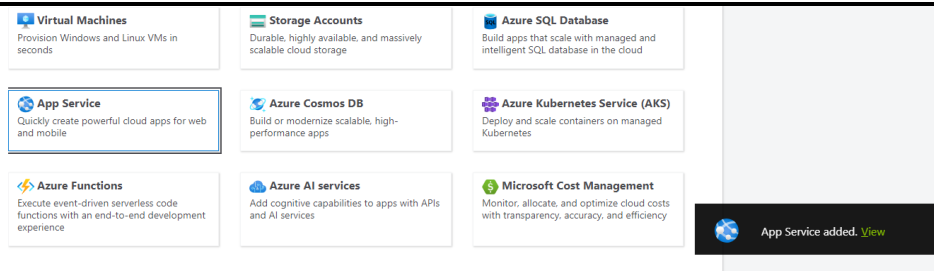 Virtual Machines
Provision Windows and Linux VMs in
seconds
Storage Accounts
Durable, highly available, and massively
scalable cloud storage
Azure SQL Database
Build apps that scale with managed and
intelligent SQL database in the cloud
App Service
Quickly create powerful cloud apps for web
and mobile
Azure Cosmos DB
Build or modernize scalable, high-
performance apps
Azure Kubernetes Service (AKS)
Deploy and scale containers on managed
Kubernetes
Azure Functions
Execute event-driven serverless code
functions with an end-to-end development
experience
Azure AI services
Add cognitive capabilities to apps with APIs
and AI services
Microsoft Cost Management
Monitor, allocate, and optimize cloud costs
with transparency, accuracy, and efficiency
App Service added. View